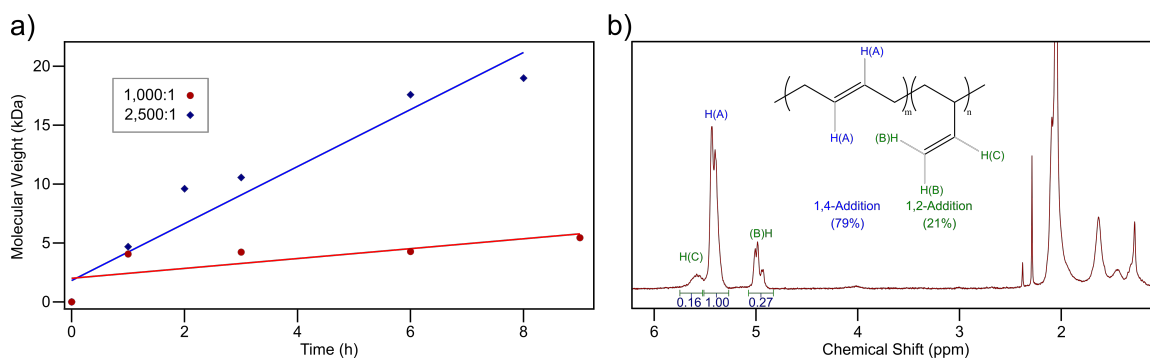 a)
20
15
10
5
0
Molecular Weight (kDa)
1,000:1
2,500:1
0
2
4
6
8
Time (h)
b)
H(A)
H(A)
m
n
(B)H
H(C)
H(B)
H(A)
1,4-Addition
(79%)
1,2-Addition
(21%)
H(C)
(B)H
0.16
1.00
0.27
6
5
4
3
2
Chemical Shift (ppm)